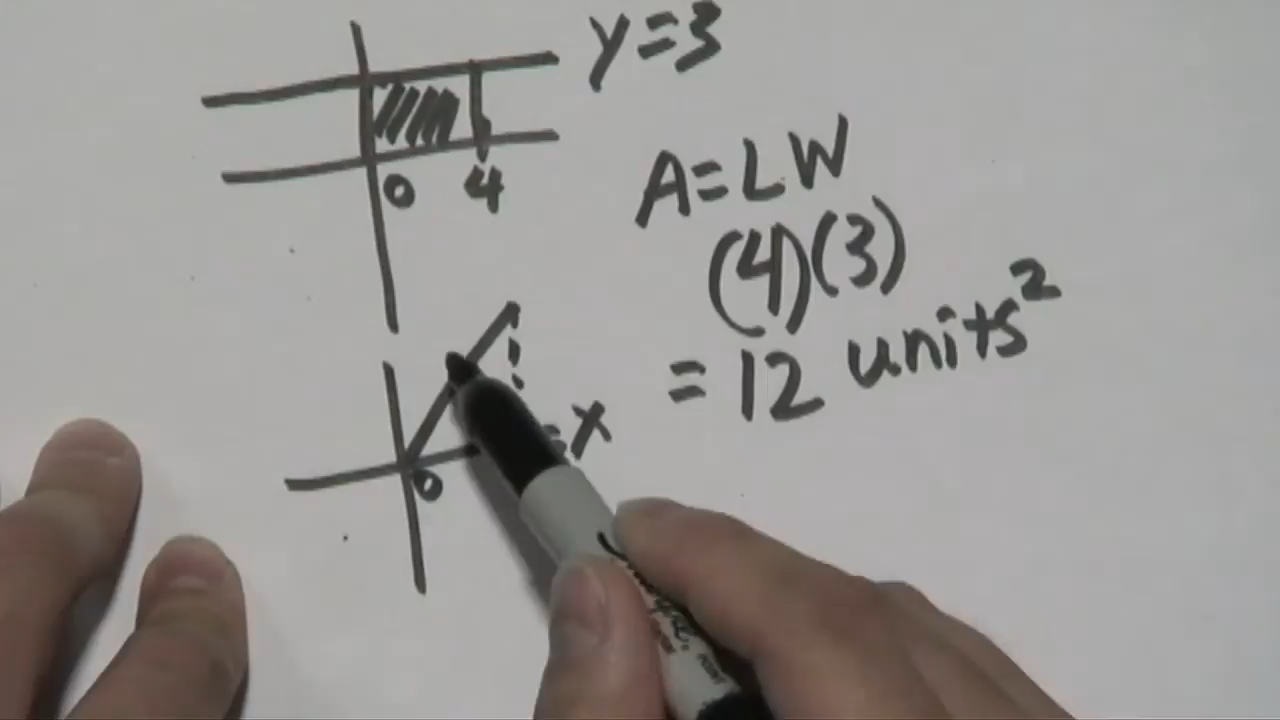 y=3
0 4
A=LW
(4)(3)
= 12 units²
=x
0